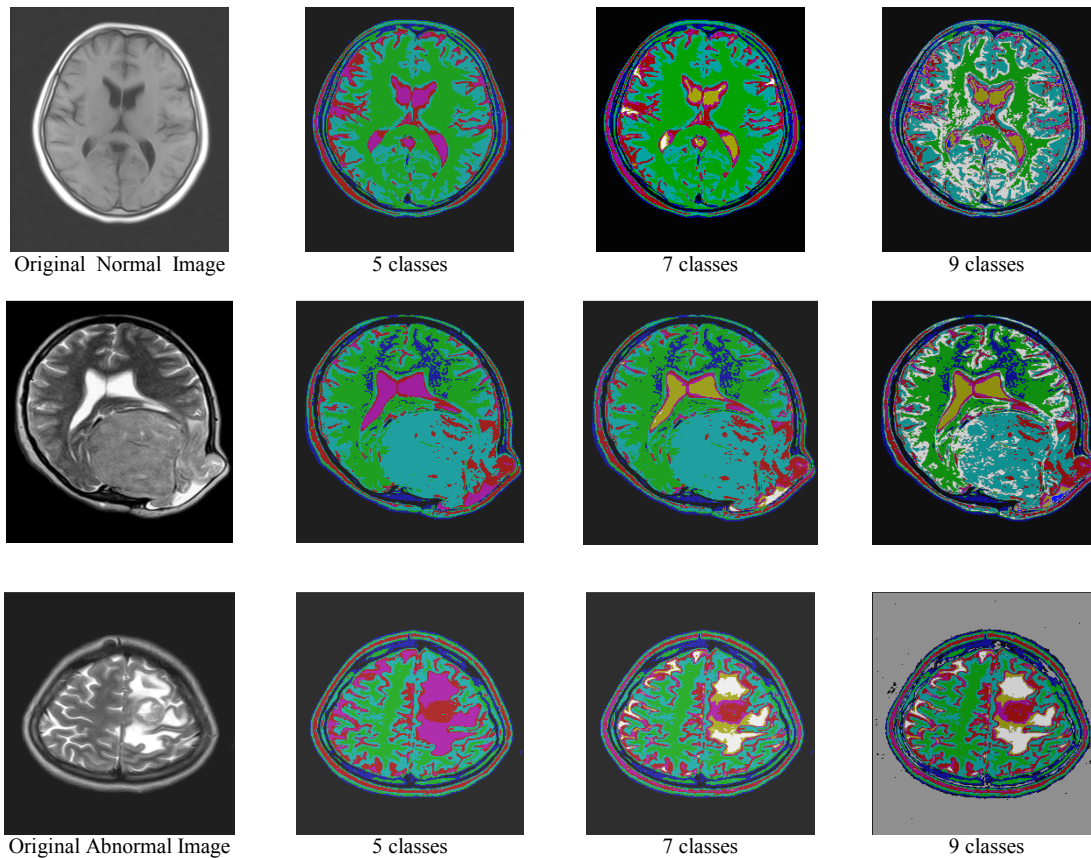 Original Normal Image 5 classes 7 classes 9 classes
Original Abnormal Image 5 classes 7 classes 9 classes